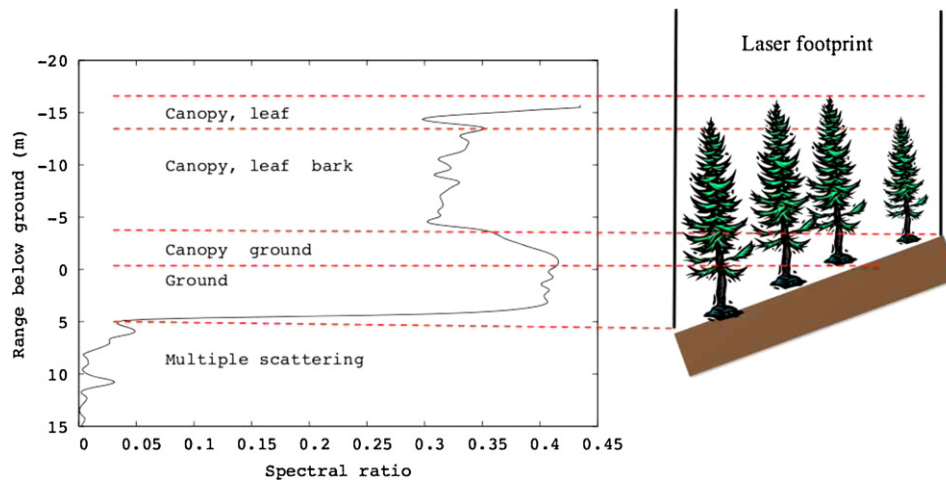 Laser footprint
-20
-15
-10
-5
0
5
10
15
Range below ground (m)
Canopy, leaf
Canopy, leaf bark
Canopy ground
Ground
Multiple scattering
0 0.05 0.1 0.15 0.2 0.25 0.3 0.35 0.4 0.45
Spectral ratio